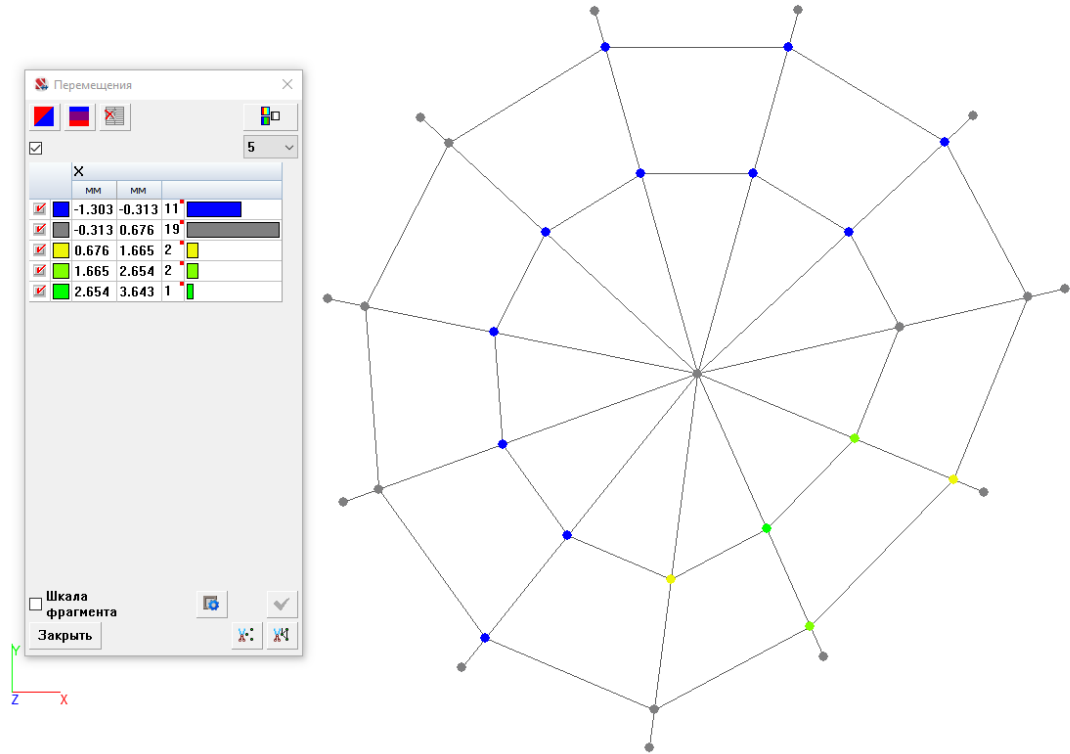 Перемещения
5
X
мм мм
-1.303 -0.313 11
-0.313 0.676 19
0.676 1.665 2
1.665 2.654 2
2.654 3.643 1
Шкала
фрагмента
Закрыть
Y
Z X